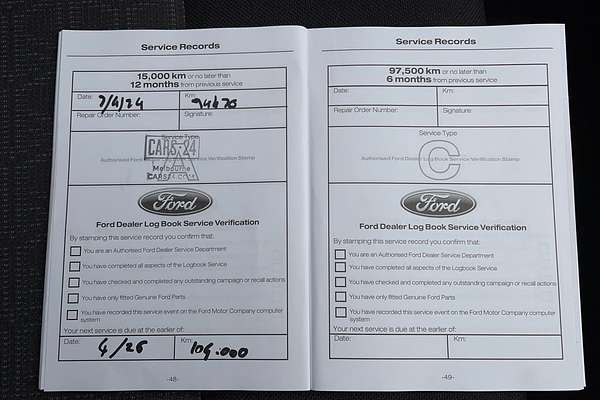 Service Records
15,000 km or no later than
12 months from previous service
Date: 7/4/24 Km: 94676
Repair Order Number: Signature:
Service Type
A
CARS 24
Authorised Ford Dealer Log Book Service Verification Stamp
Melbourne
CARS24.COM
Ford
Ford Dealer Log Book Service Verification
By stamping this service record you confirm that:
You are an Authorised Ford Dealer Service Department
You have completed all aspects of the Logbook Service
You have checked and completed any outstanding campaign or recall actions
You have only fitted Genuine Ford Parts
You have recorded this service event on the Ford Motor Company computer
system
Your next service is due at the earlier of:
Date: 4/25 Km: 109.000
-48-
Service Records
97,500 km or no later than
6 months from previous service
Date: Km:
Repair Order Number: Signature:
Service Type
C
Authorised Ford Dealer Log Book Service Verification Stamp
Ford
Ford Dealer Log Book Service Verification
By stamping this service record you confirm that:
You are an Authorised Ford Dealer Service Department
You have completed all aspects of the Logbook Service
You have checked and completed any outstanding campaign or recall actions
You have only fitted Genuine Ford Parts
You have recorded this service event on the Ford Motor Company computer
system
Your next service is due at the earlier of:
Date: Km:
-49-